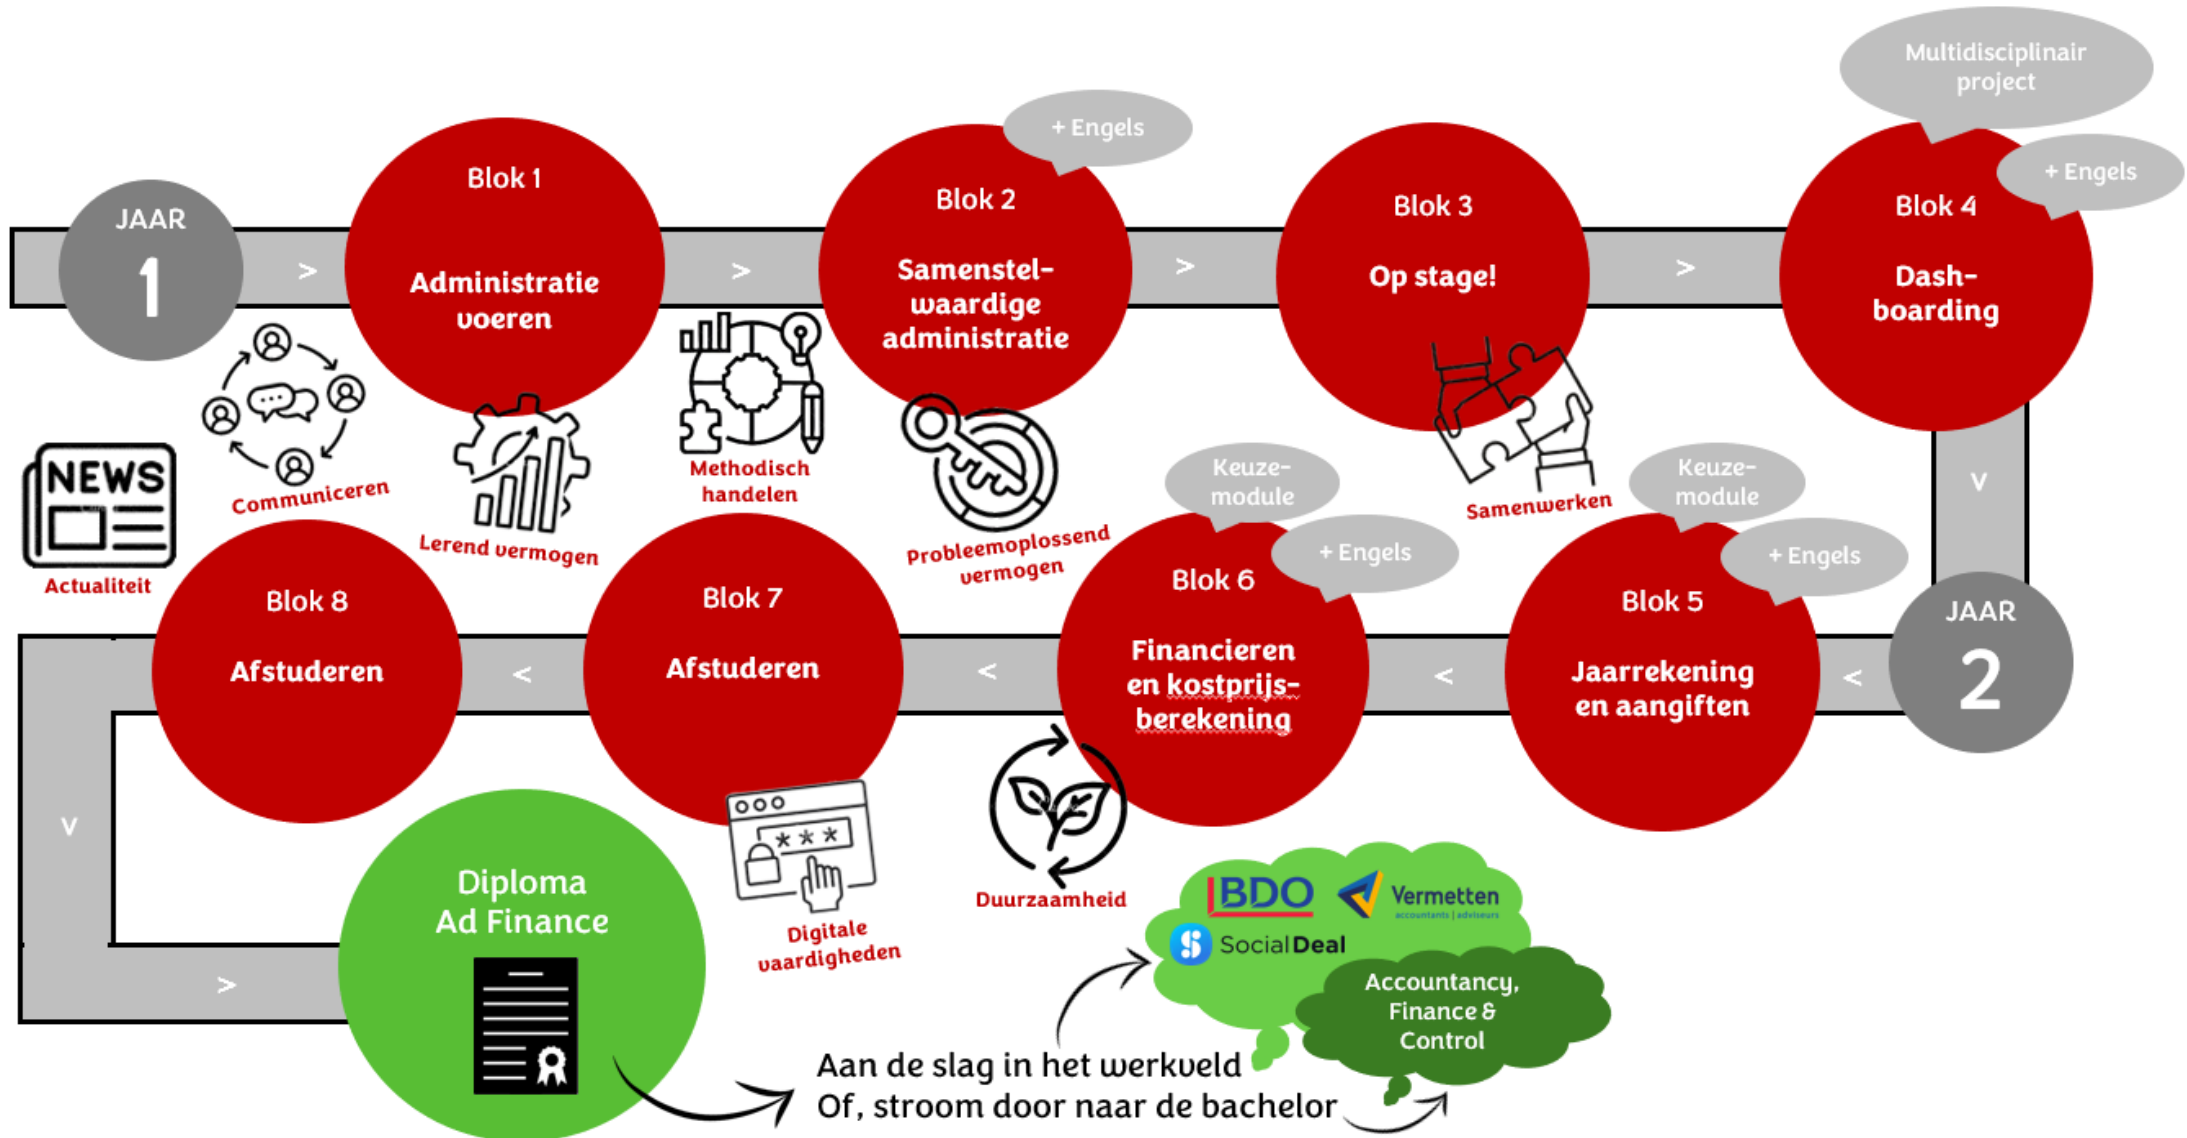 Multidisciplinair
project
+ Engels
+ Engels
JAAR
1
>
Blok 1
Administratie
voeren
>
Blok 2
Samenstel-
waardige
administratie
>
Blok 3
Op stage!
>
Blok 4
Dash-
boarding
NEWS
Actualiteit
Communiceren
Lerend vermogen
Methodisch
handelen
Probleemoplossend
vermogen
Samenwerken
v
JAAR
2
<
Keuze-
module
+ Engels
Blok 5
Jaarrekening
en aangiften
<
Keuze-
module
+ Engels
Blok 6
Financieren
en kostprijs-
berekening
<
Blok 7
Afstuderen
<
Blok 8
Afstuderen
v
>
Duurzaamheid
***
Digitale
vaardigheden
Diploma
Ad Finance
BDO
Vermetten
accountants | adviseurs
SocialDeal
Accountancy,
Finance &
Control
Aan de slag in het werkveld
Of, stroom door naar de bachelor